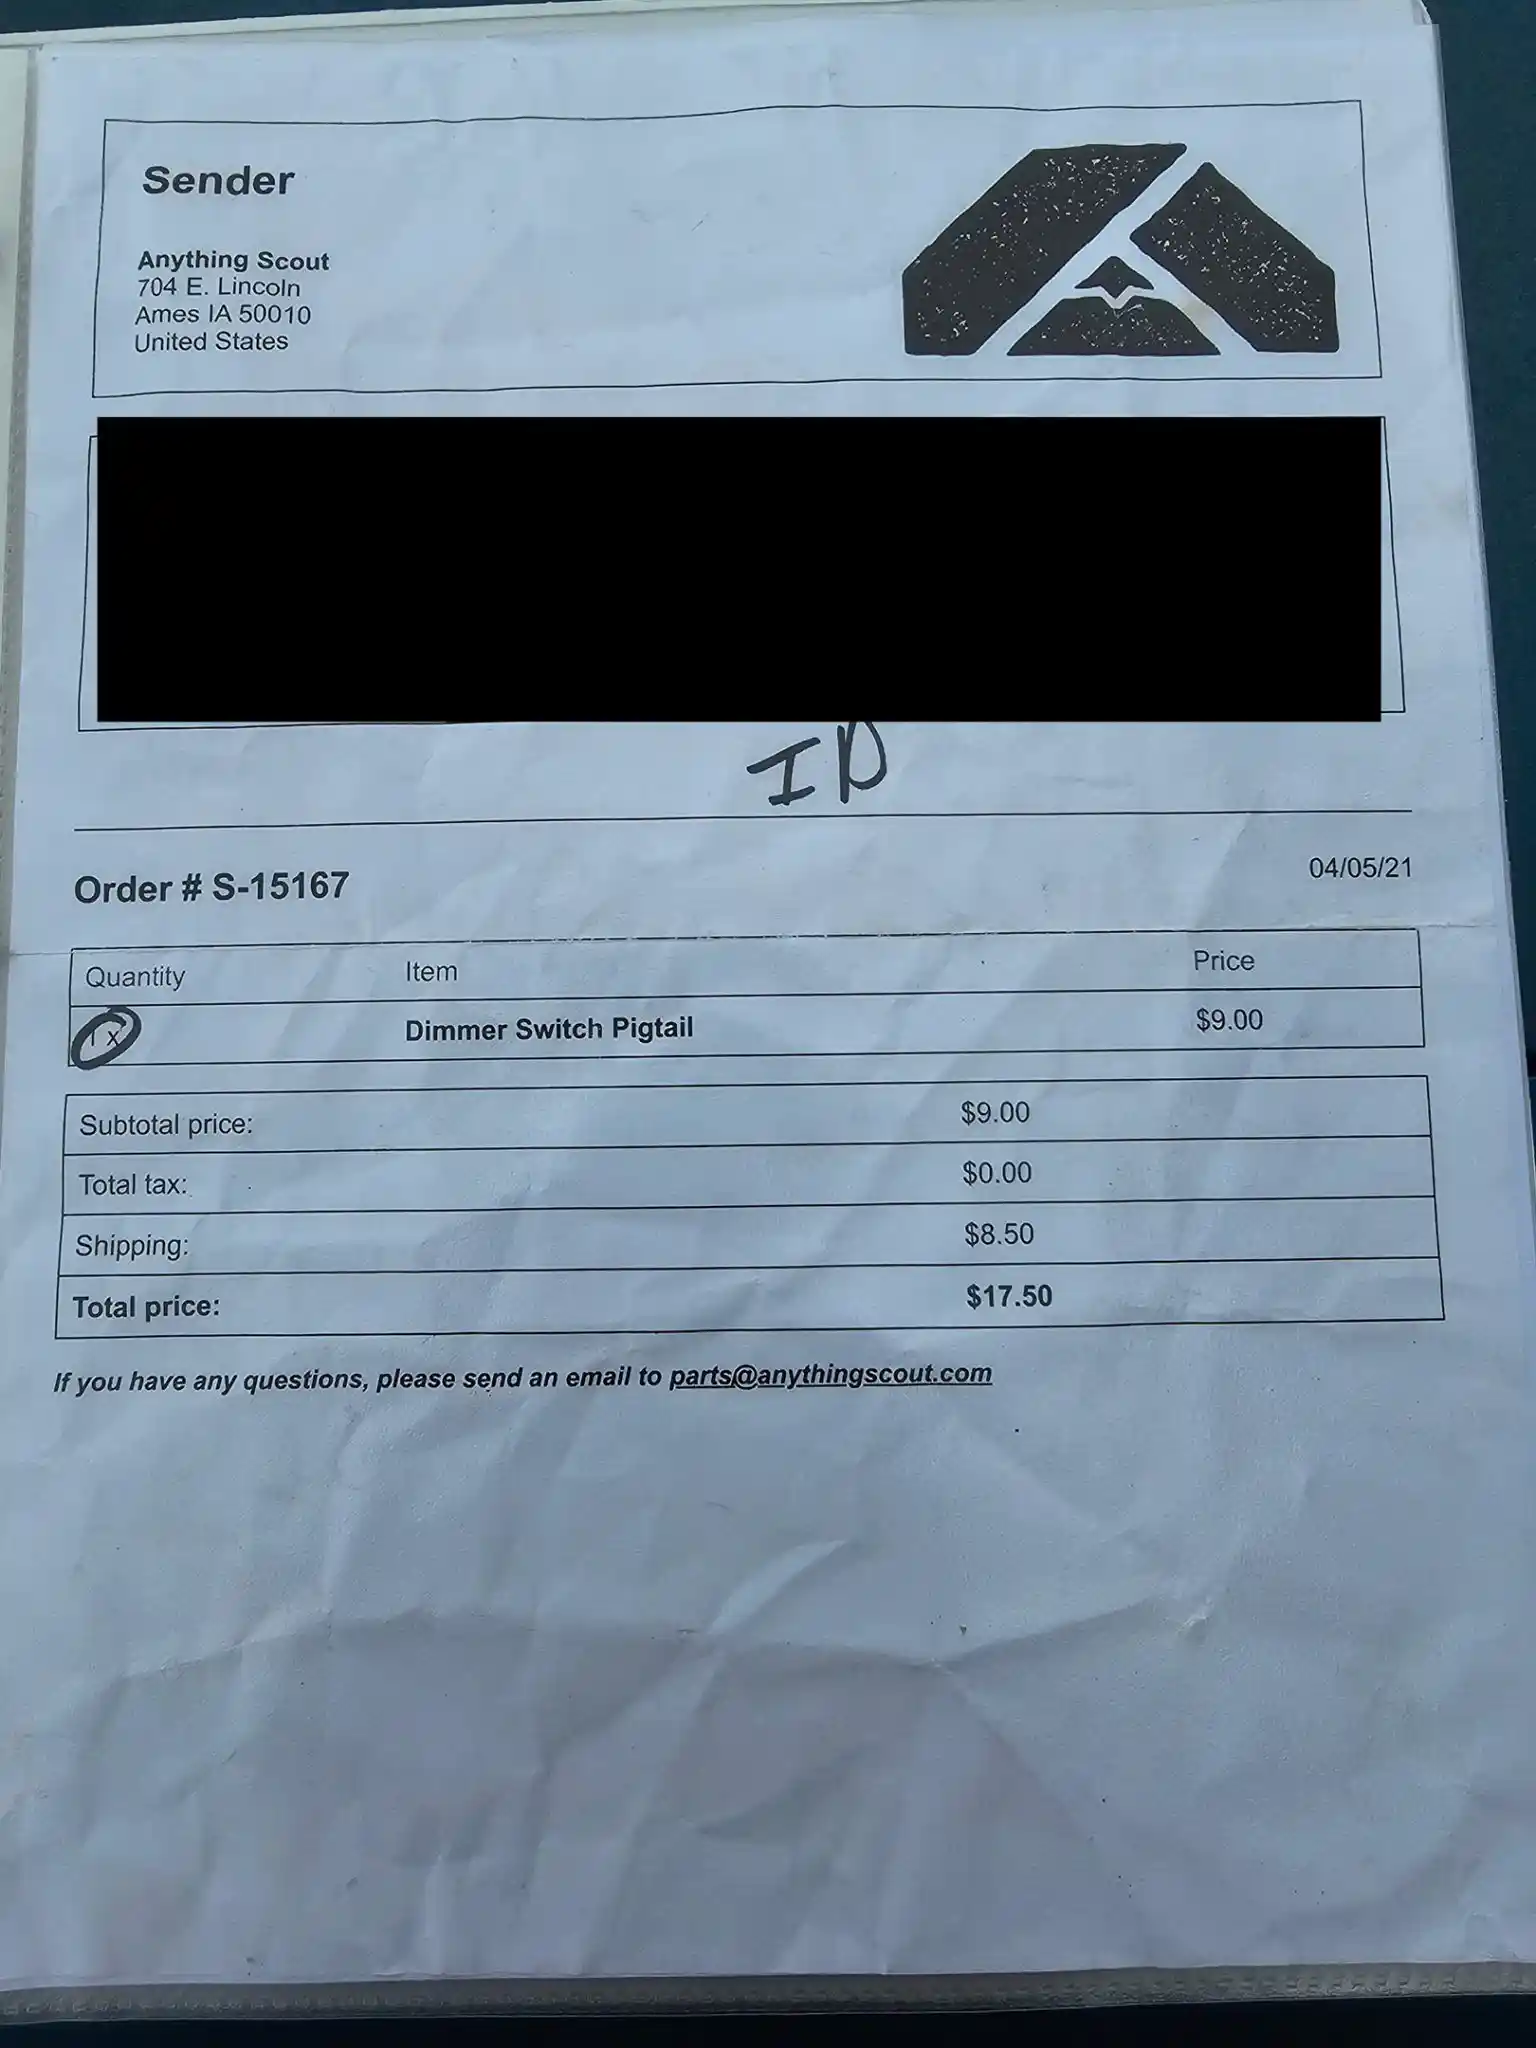 Sender
Anything Scout
704 E. Lincoln
Ames IA 50010
United States
ID
Order # S-15167 04/05/21
Quantity Item Price
1 x Dimmer Switch Pigtail $9.00
Subtotal price: $9.00
Total tax: $0.00
Shipping: $8.50
Total price: $17.50
If you have any questions, please send an email to parts@anythingscout.com